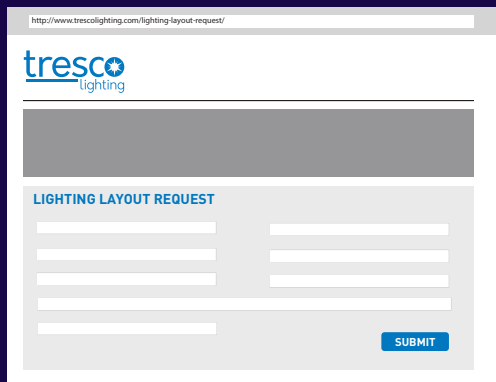 http://www.trescolighting.com/lighting-layout-request/
tresco
lighting
LIGHTING LAYOUT REQUEST
SUBMIT